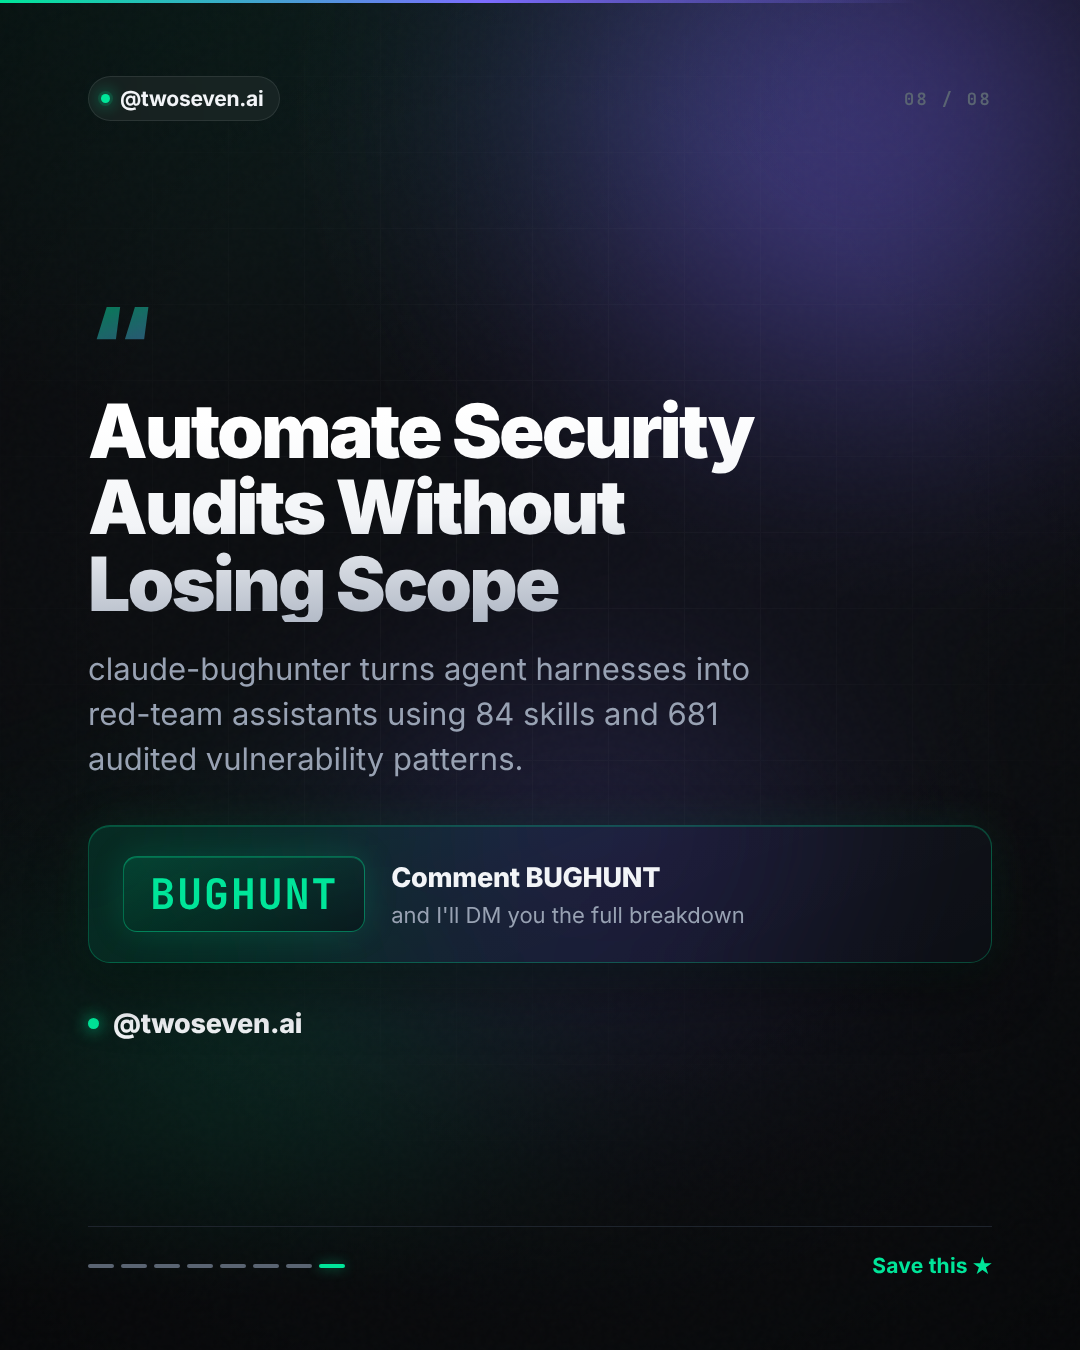 @twoseven.ai
08 / 08
“
Automate Security
Audits Without
Losing Scope
claude-bughunter turns agent harnesses into
red-team assistants using 84 skills and 681
audited vulnerability patterns.
BUGHUNT
Comment BUGHUNT
and I'll DM you the full breakdown
@twoseven.ai
Save this ★